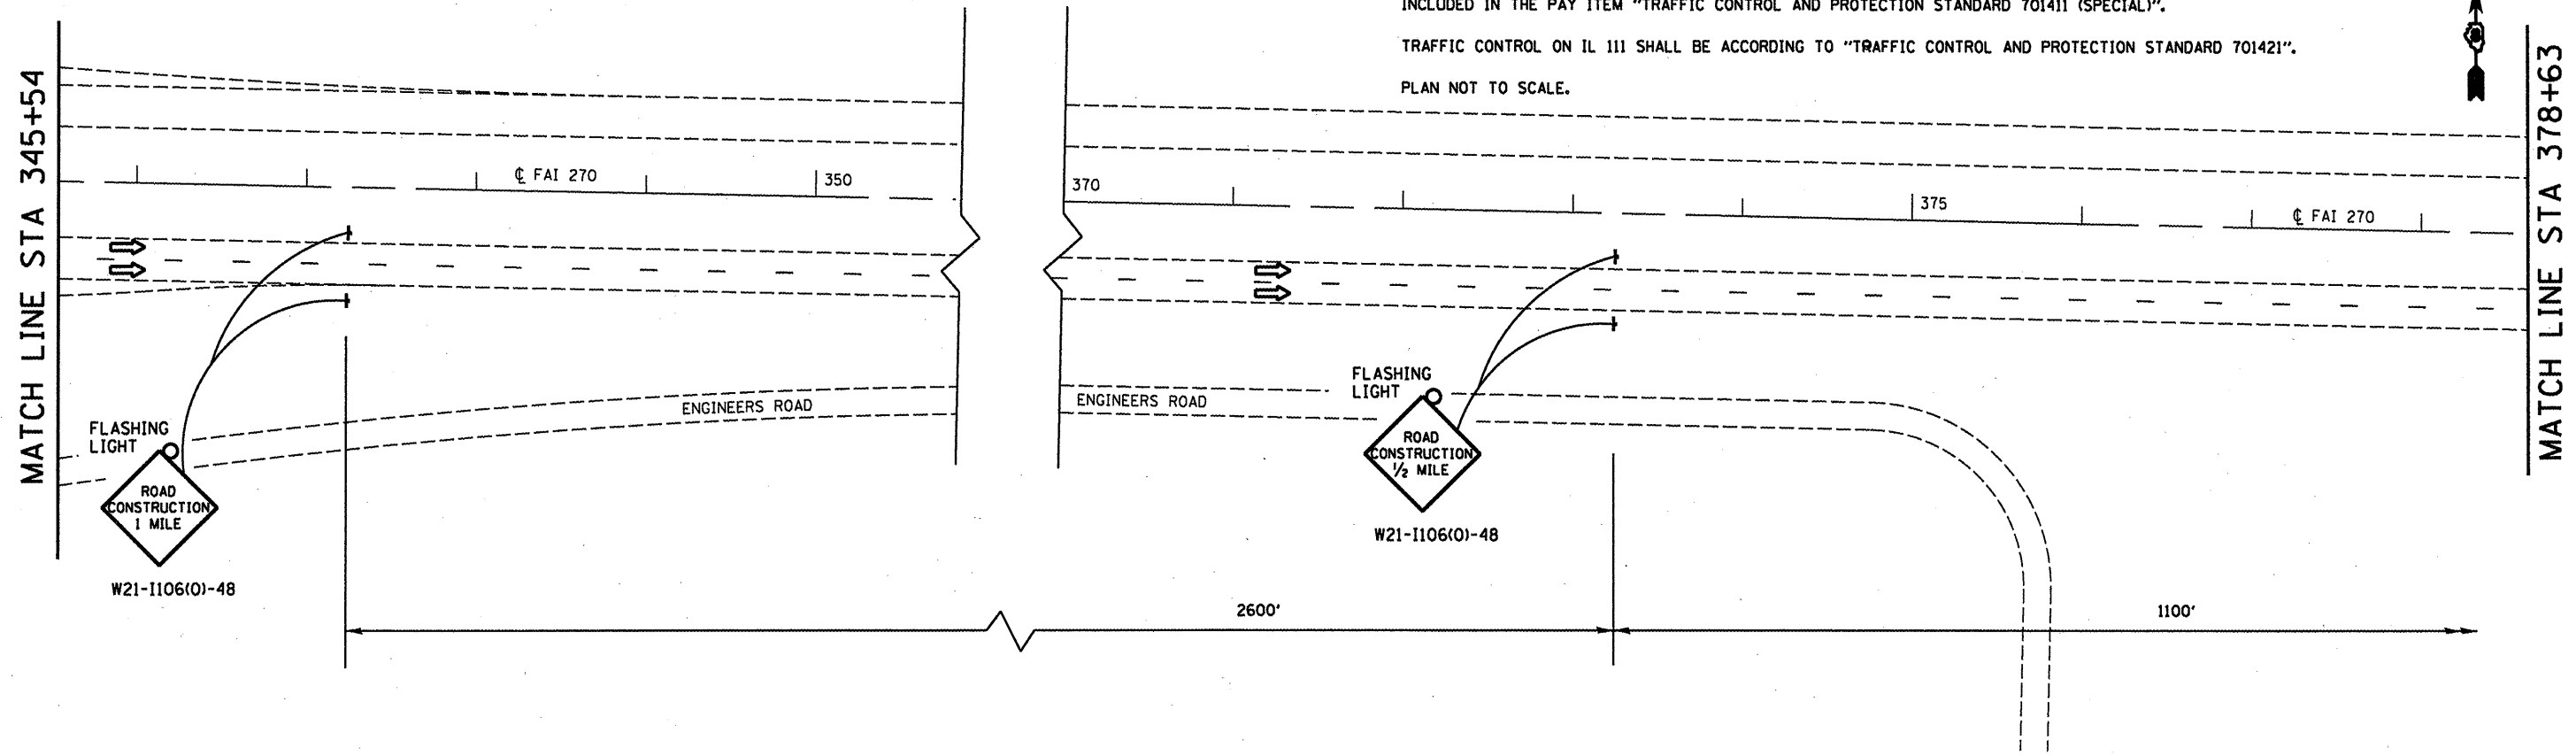 INCLUDED IN THE PAY ITEM "TRAFFIC CONTROL AND PROTECTION STANDARD 701411 (SPECIAL)".
TRAFFIC CONTROL ON IL 111 SHALL BE ACCORDING TO "TRAFFIC CONTROL AND PROTECTION STANDARD 701421".
PLAN NOT TO SCALE.
MATCH LINE STA 345+54
MATCH LINE STA 378+63
℄ FAI 270
350
370
375
℄ FAI 270
FLASHING
LIGHT
ENGINEERS ROAD
ENGINEERS ROAD
FLASHING
LIGHT
ROAD
CONSTRUCTION
1 MILE
W21-I106(O)-48
ROAD
CONSTRUCTION
1/2 MILE
W21-I106(O)-48
2600'
1100'